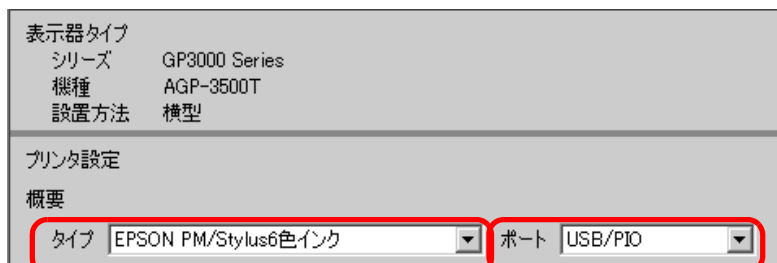 表示器タイプ
シリーズ GP3000 Series
機種 AGP-3500T
設置方法 横型
プリンタ設定
概要
タイプ EPSON PM/Stylus6色インク ポート USB/PIO